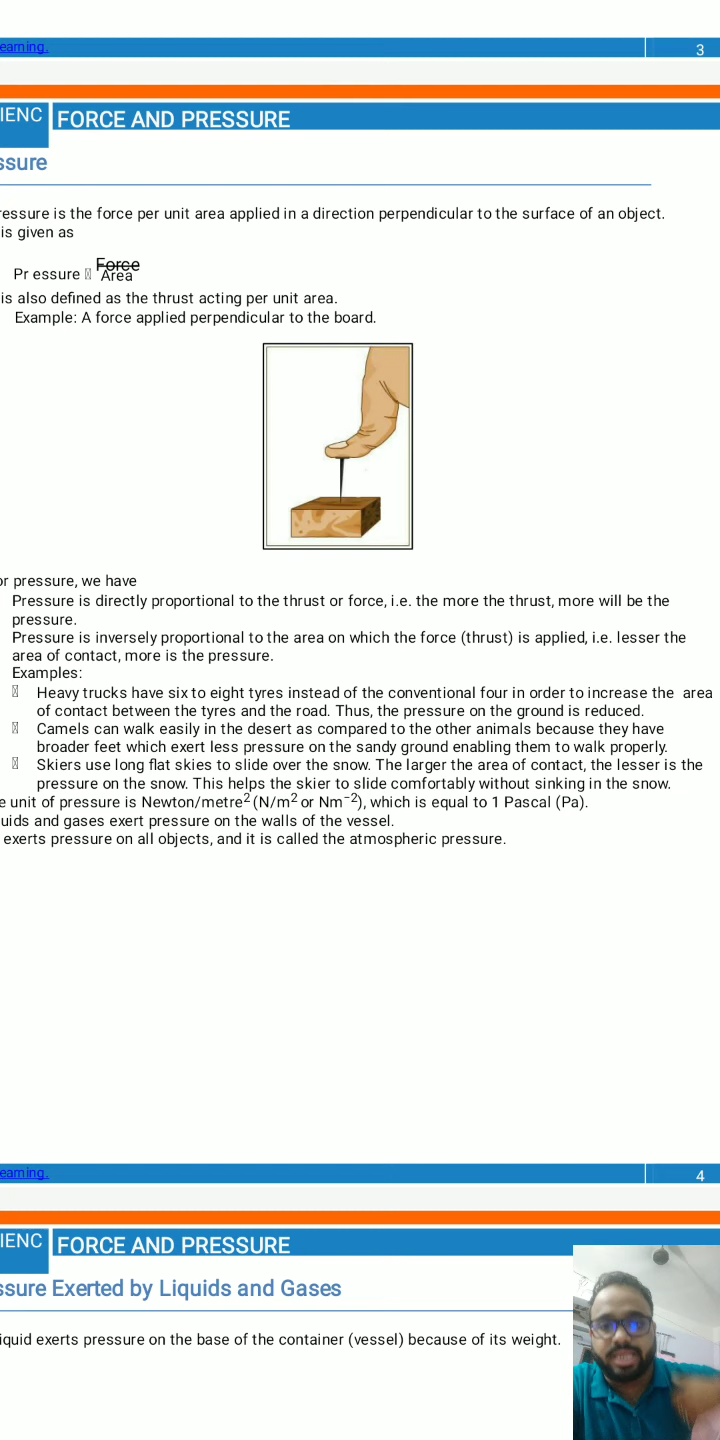 earning.
3
IENC
FORCE AND PRESSURE
ssure
ressure is the force per unit area applied in a direction perpendicular to the surface of an object.
is given as
Force
Pr essure Area
is also defined as the thrust acting per unit area.
Example: A force applied perpendicular to the board.
or pressure, we have
Pressure is directly proportional to the thrust or force, i.e. the more the thrust, more will be the
pressure.
Pressure is inversely proportional to the area on which the force (thrust) is applied, i.e. lesser the
area of contact, more is the pressure.
Examples:
Heavy trucks have six to eight tyres instead of the conventional four in order to increase the area
of contact between the tyres and the road. Thus, the pressure on the ground is reduced.
Camels can walk easily in the desert as compared to the other animals because they have
broader feet which exert less pressure on the sandy ground enabling them to walk properly.
Skiers use long flat skies to slide over the snow. The larger the area of contact, the lesser is the
pressure on the snow. This helps the skier to slide comfortably without sinking in the snow.
e unit of pressure is Newton/metre² (N/m² or Nm⁻²), which is equal to 1 Pascal (Pa).
uids and gases exert pressure on the walls of the vessel.
exerts pressure on all objects, and it is called the atmospheric pressure.
earning.
4
IENC
FORCE AND PRESSURE
ssure Exerted by Liquids and Gases
iquid exerts pressure on the base of the container (vessel) because of its weight.